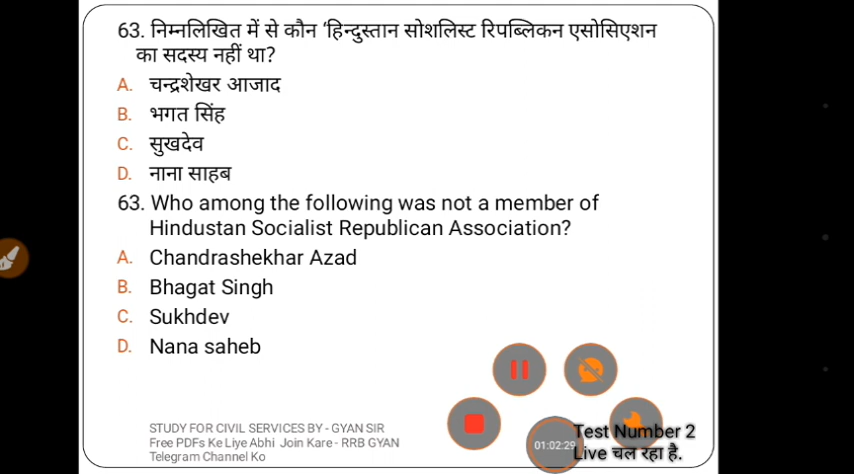 63. निम्नलिखित में से कौन ‘हिन्दुस्तान सोशलिस्ट रिपब्लिकन एसोसिएशन
का सदस्य नहीं था?
A. चन्द्रशेखर आजाद
B. भगत सिंह
C. सुखदेव
D. नाना साहब
63. Who among the following was not a member of
Hindustan Socialist Republican Association?
A. Chandrashekhar Azad
B. Bhagat Singh
C. Sukhdev
D. Nana saheb
STUDY FOR CIVIL SERVICES BY - GYAN SIR
Free PDFs Ke Liye Abhi Join Kare - RRB GYAN
Telegram Channel Ko
01:02:29
Test Number 2
Live चल रहा है.